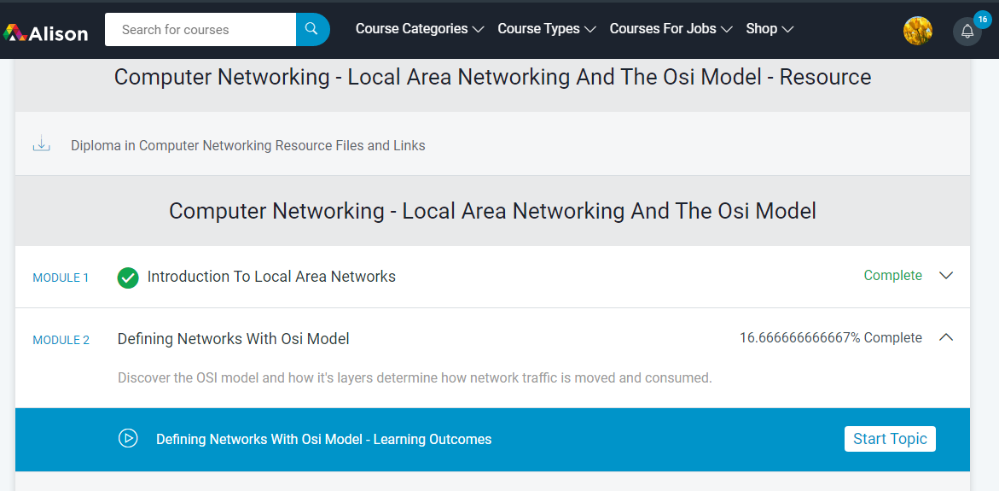 Alison
Search for courses
Course Categories
Course Types
Courses For Jobs
Shop
16
Computer Networking - Local Area Networking And The Osi Model - Resource
Diploma in Computer Networking Resource Files and Links
Computer Networking - Local Area Networking And The Osi Model
MODULE 1
Introduction To Local Area Networks
Complete
MODULE 2
Defining Networks With Osi Model
16.666666666667% Complete
Discover the OSI model and how it's layers determine how network traffic is moved and consumed.
Defining Networks With Osi Model - Learning Outcomes
Start Topic